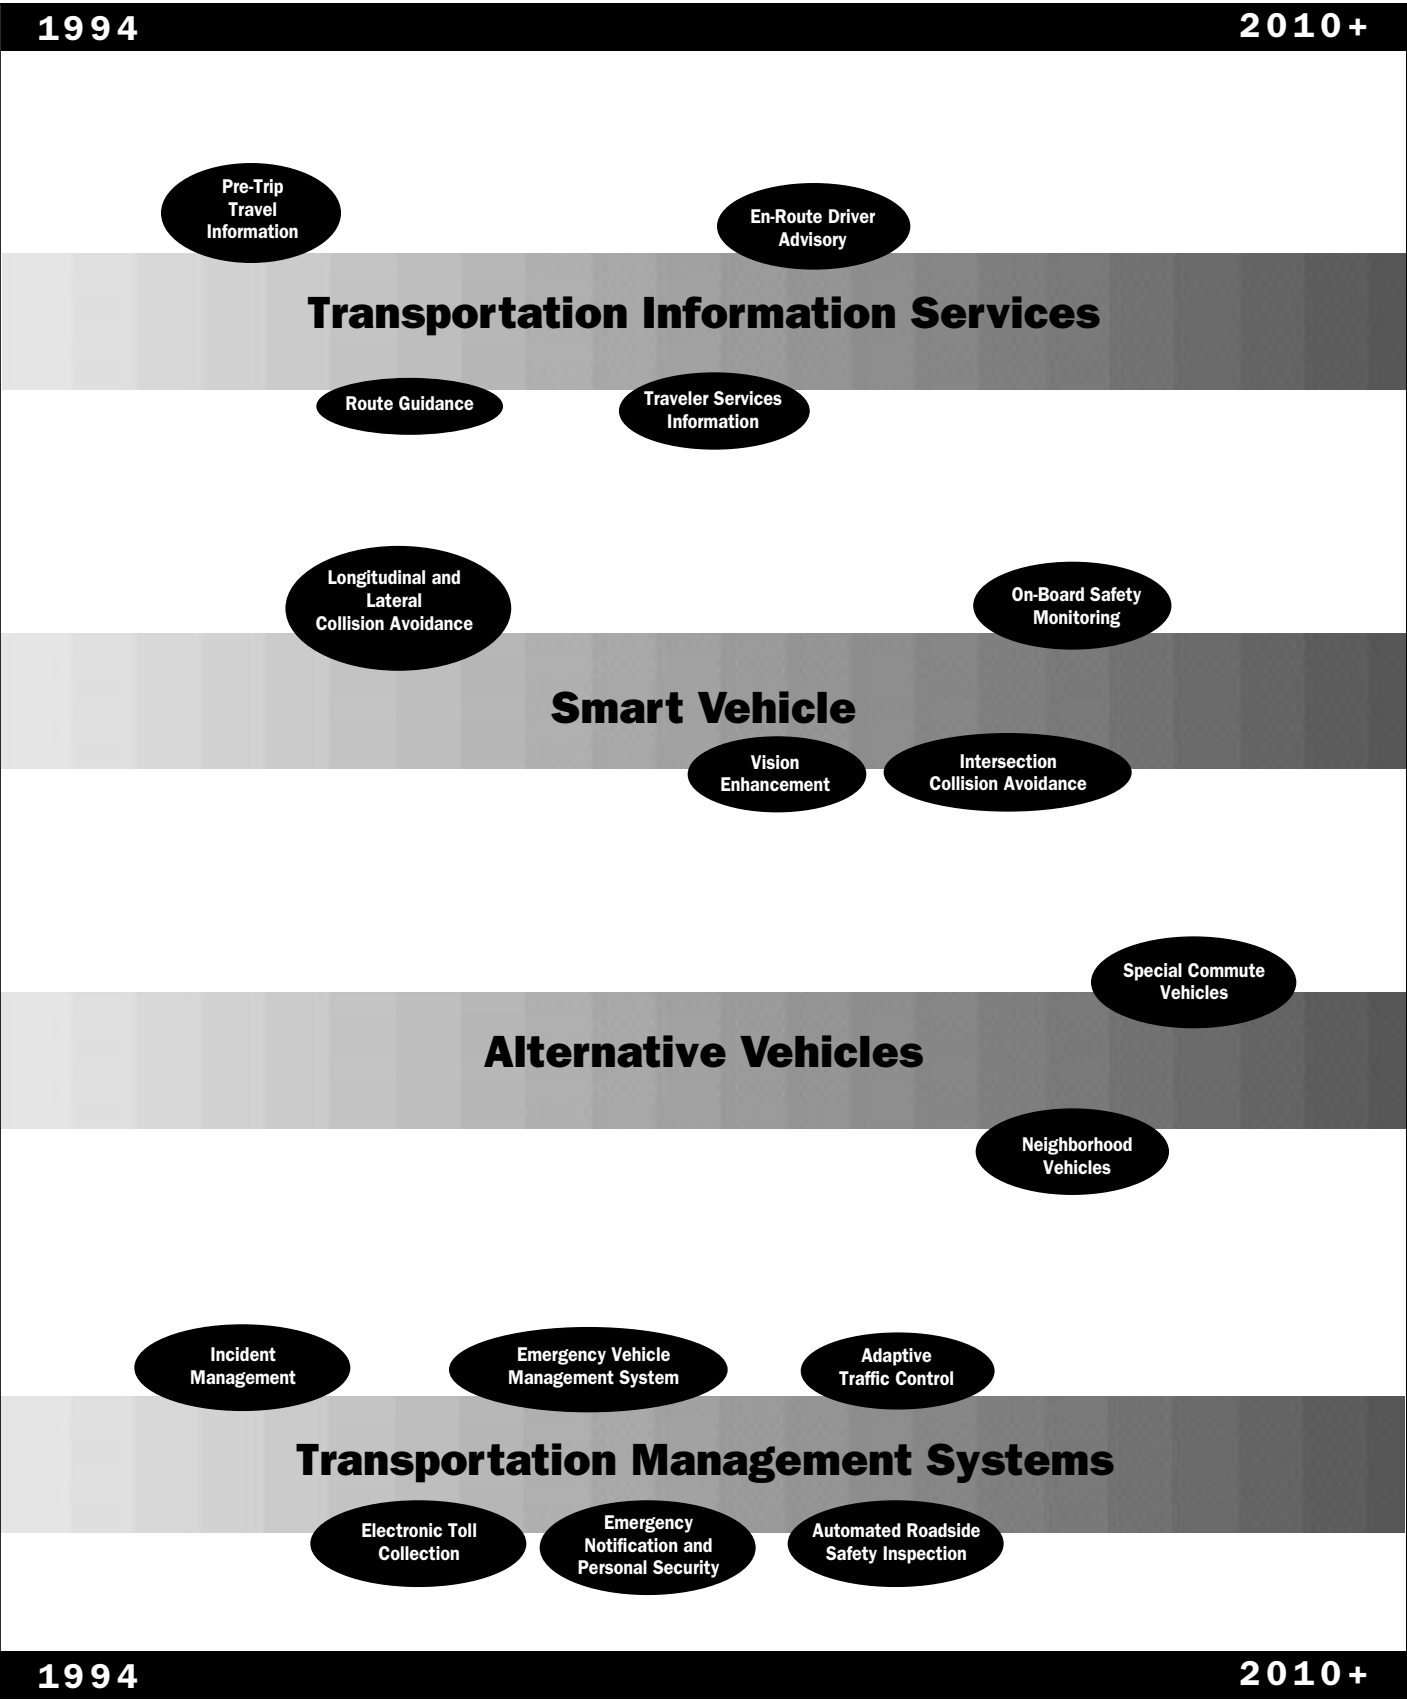 1994
2010+
Pre-Trip
Travel
Information
En-Route Driver
Advisory
Transportation Information Services
Route Guidance
Traveler Services
Information
Longitudinal and
Lateral
Collision Avoidance
On-Board Safety
Monitoring
Smart Vehicle
Vision
Enhancement
Intersection
Collision Avoidance
Special Commute
Vehicles
Alternative Vehicles
Neighborhood
Vehicles
Incident
Management
Emergency Vehicle
Management System
Adaptive
Traffic Control
Transportation Management Systems
Electronic Toll
Collection
Emergency
Notification and
Personal Security
Automated Roadside
Safety Inspection
1994
2010+